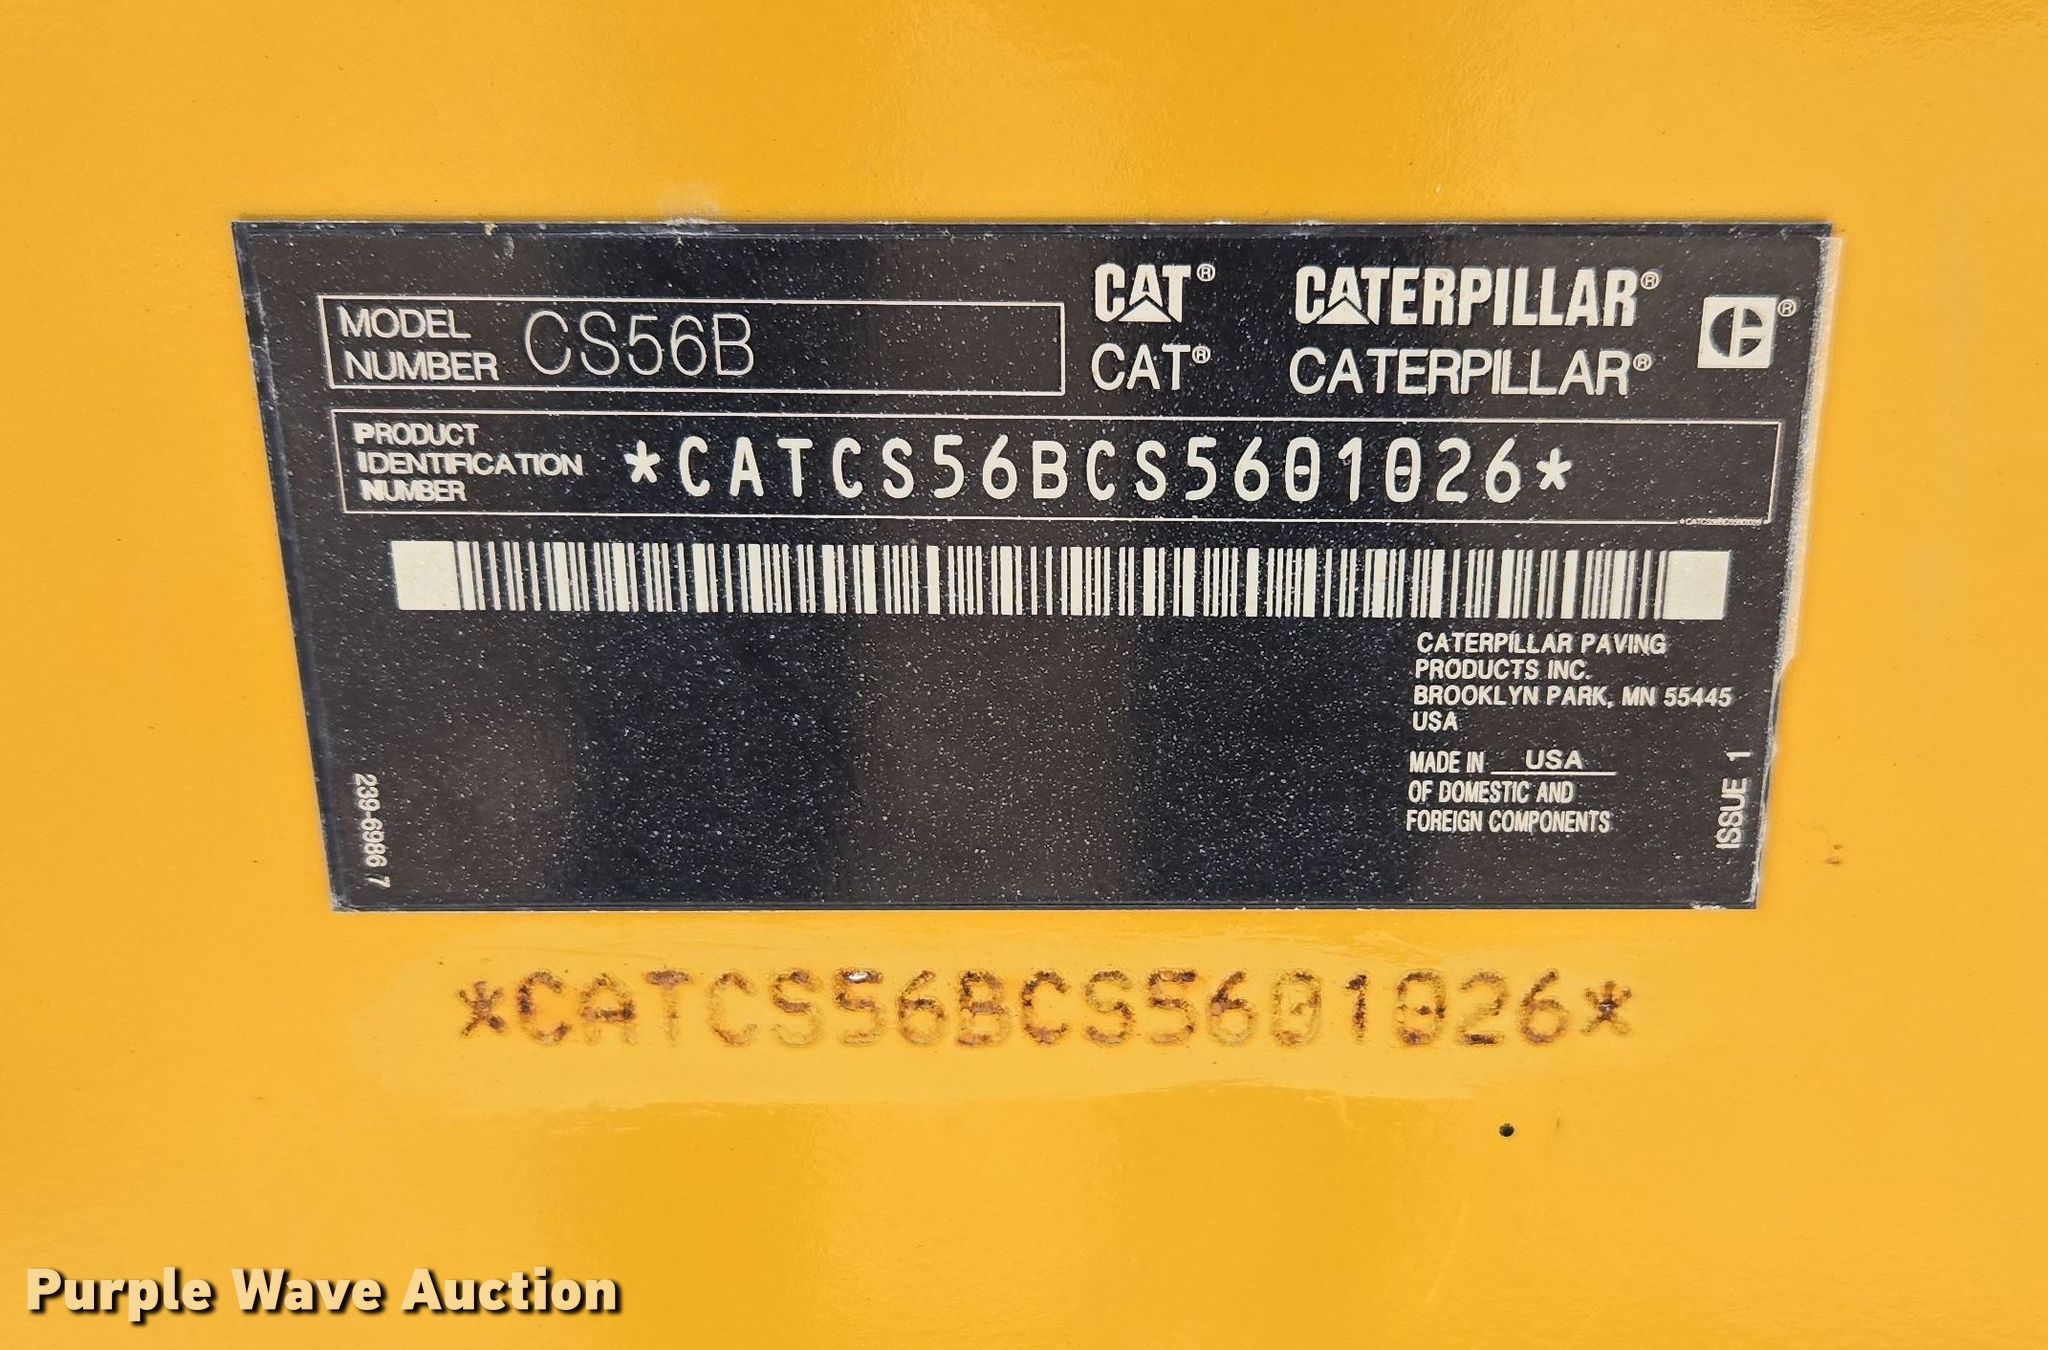 CAT® CATERPILLAR®
MODEL NUMBER CS56B
CAT® CATERPILLAR®
PRODUCT IDENTIFICATION NUMBER *CATCS56BCS5601026*
*CATCS56BCS5601026
CATERPILLAR PAVING
PRODUCTS INC.
BROOKLYN PARK, MN 55445
USA
MADE IN USA
OF DOMESTIC AND
FOREIGN COMPONENTS
239-6986 7
ISSUE 1
*CATCS56BCS5601026*
Purple Wave Auction